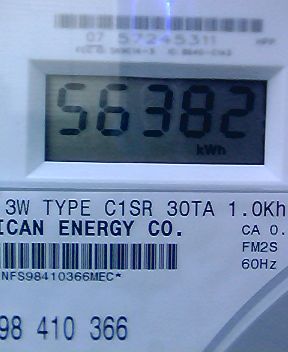 07 57245311
56382
kWh
3W TYPE C1SR 30TA 1.0Kh
ICAN ENERGY CO.
CA 0.
FM2S
60Hz
NFS98410366MEC*
98 410 366